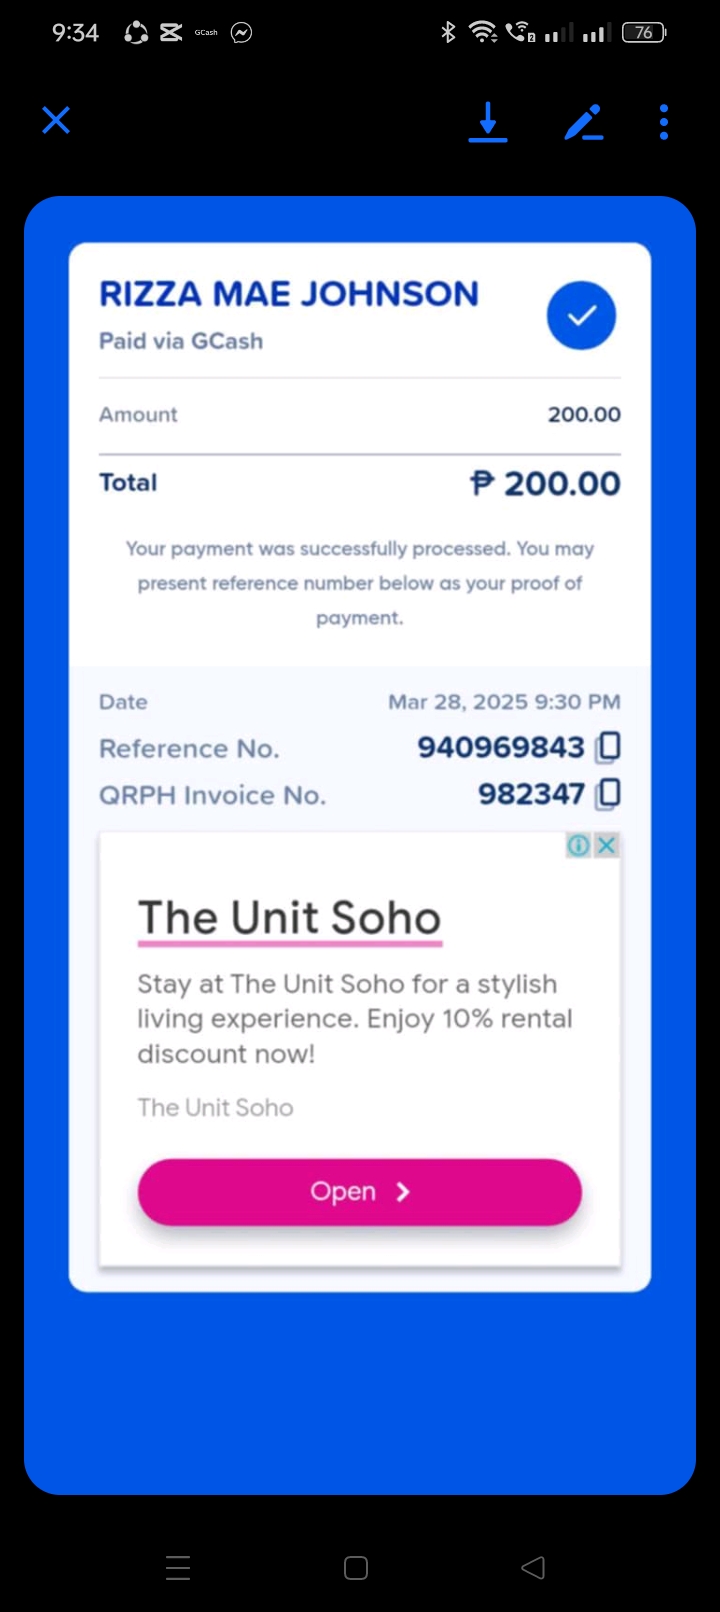 9:34
GCash
2
76
RIZZA MAE JOHNSON
Paid via GCash
Amount 200.00
Total ₱ 200.00
Your payment was successfully processed. You may
present reference number below as your proof of
payment.
Date Mar 28, 2025 9:30 PM
Reference No. 940969843
QRPH Invoice No. 982347
The Unit Soho
Stay at The Unit Soho for a stylish
living experience. Enjoy 10% rental
discount now!
The Unit Soho
Open